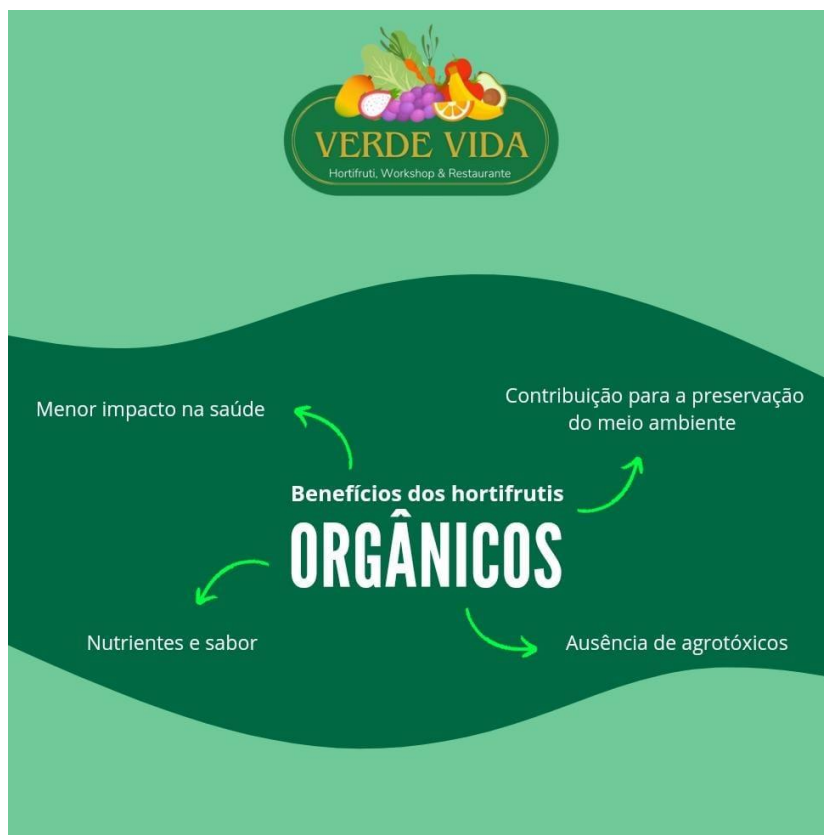 VERDE VIDA
Hortifruti, Workshop & Restaurante
Menor impacto na saúde
Contribuição para a preservação
do meio ambiente
Benefícios dos hortifrutis
ORGÂNICOS
Nutrientes e sabor
Ausência de agrotóxicos